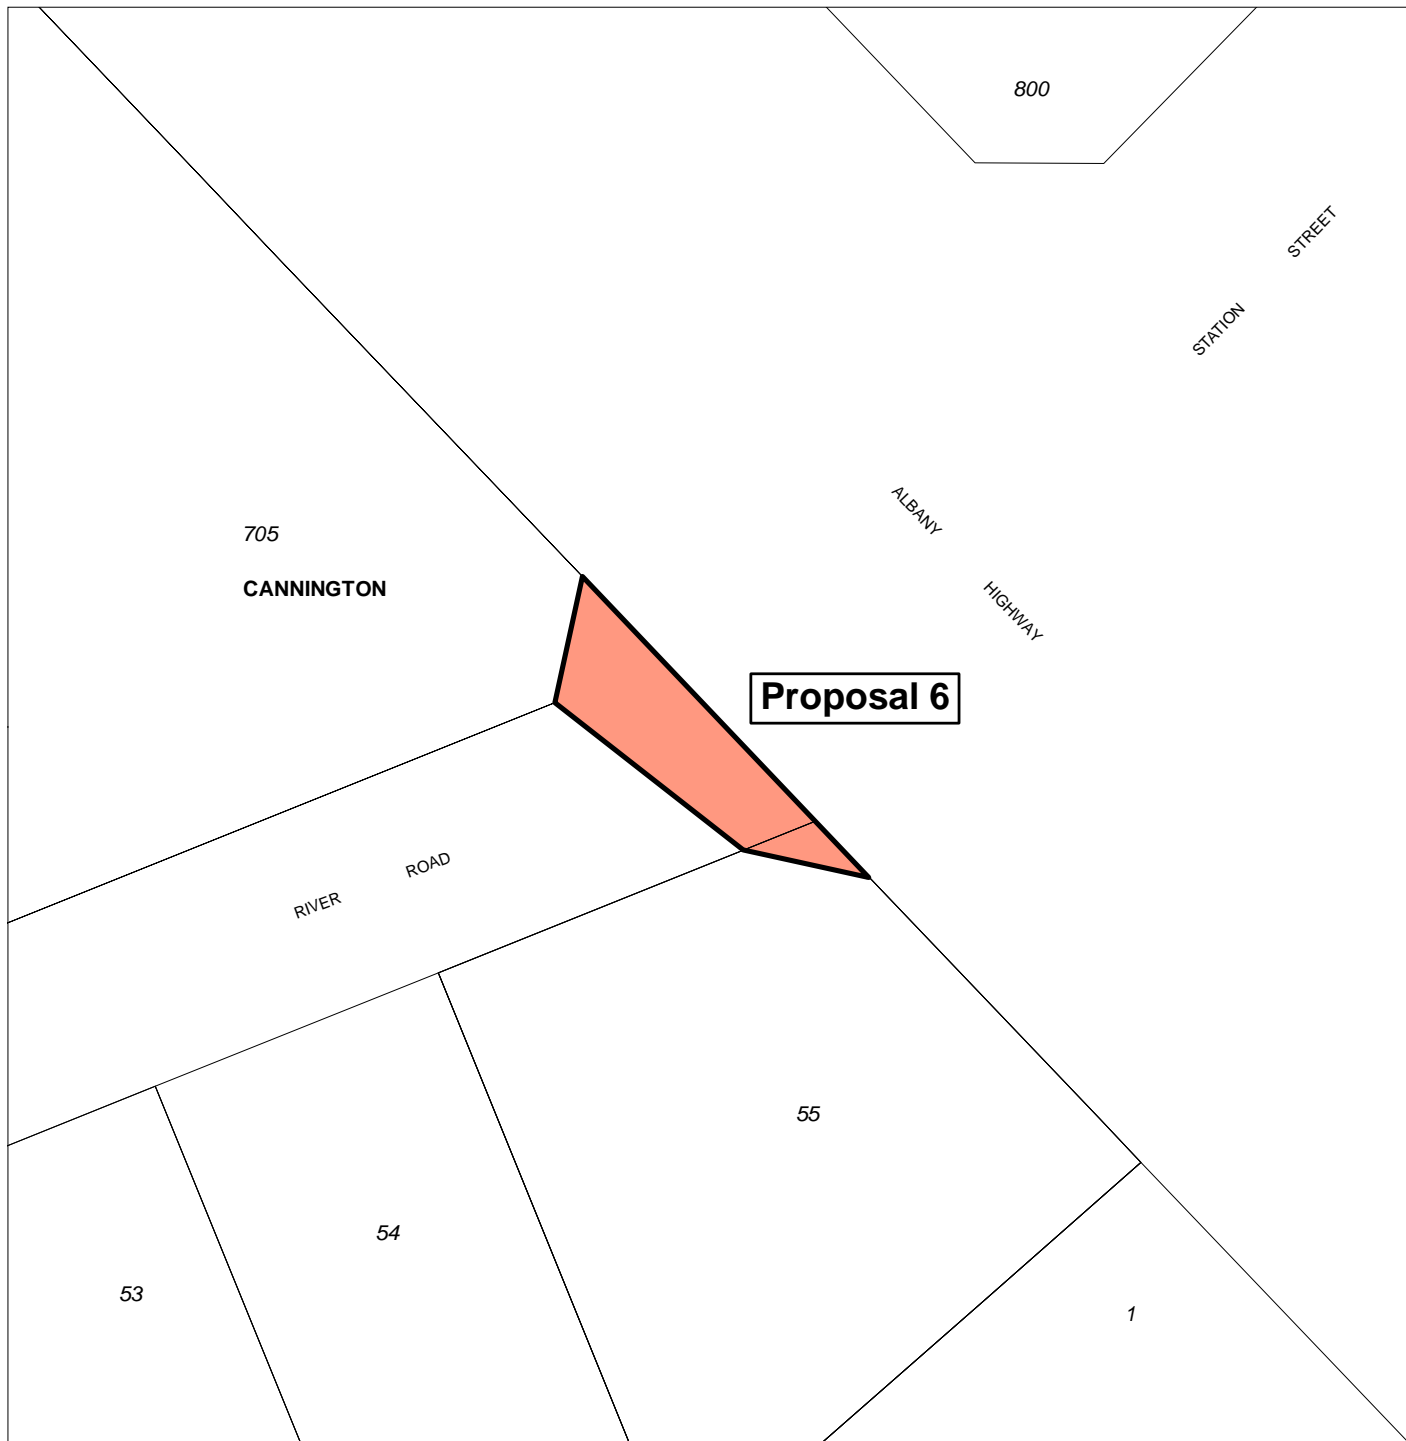 800
STREET
STATION
ALBANY
HIGHWAY
705
CANNINGTON
Proposal 6
ROAD
RIVER
55
54
53
1